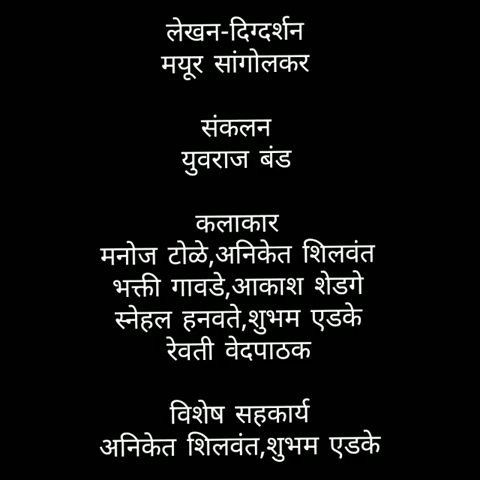 लेखन-दिग्दर्शन
मयूर सांगोलकर
संकलन
युवराज बंड
कलाकार
मनोज टोळे,अनिकेत शिलवंत
भक्ती गावडे,आकाश शेडगे
स्नेहल हनवते,शुभम एडके
रेवती वेदपाठक
विशेष सहकार्य
अनिकेत शिलवंत,शुभम एडके